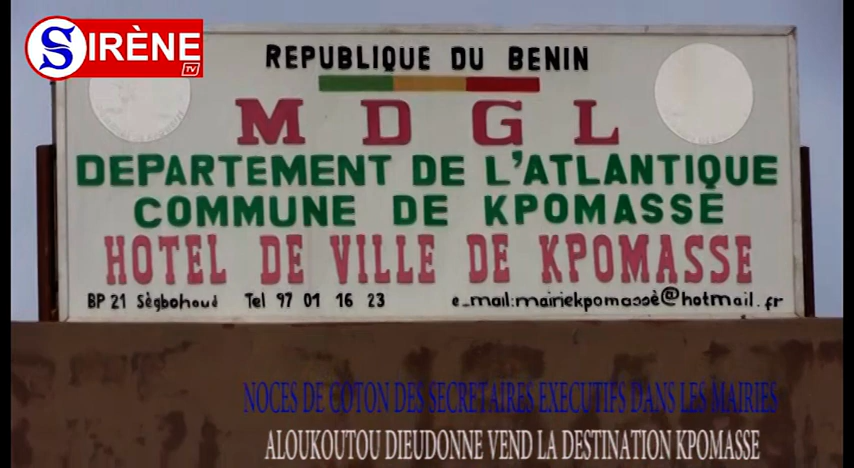 SIRÈNE
TV
REPUBLIQUE DU BENIN
M D G L
DEPARTEMENT DE L'ATLANTIQUE
COMMUNE DE KPOMASSE
HOTEL DE VILLE DE KPOMASSE
BP 21 Sègbohouè Tel 97 01 16 23 e_mail:mairiekpomassè@hotmail.fr
NOCES DE COTON DES SECRETAIRES EXECUTIFS DANS LES MAIRIES
ALOUKOUTOU DIEUDONNE VEND LA DESTINATION KPOMASSE